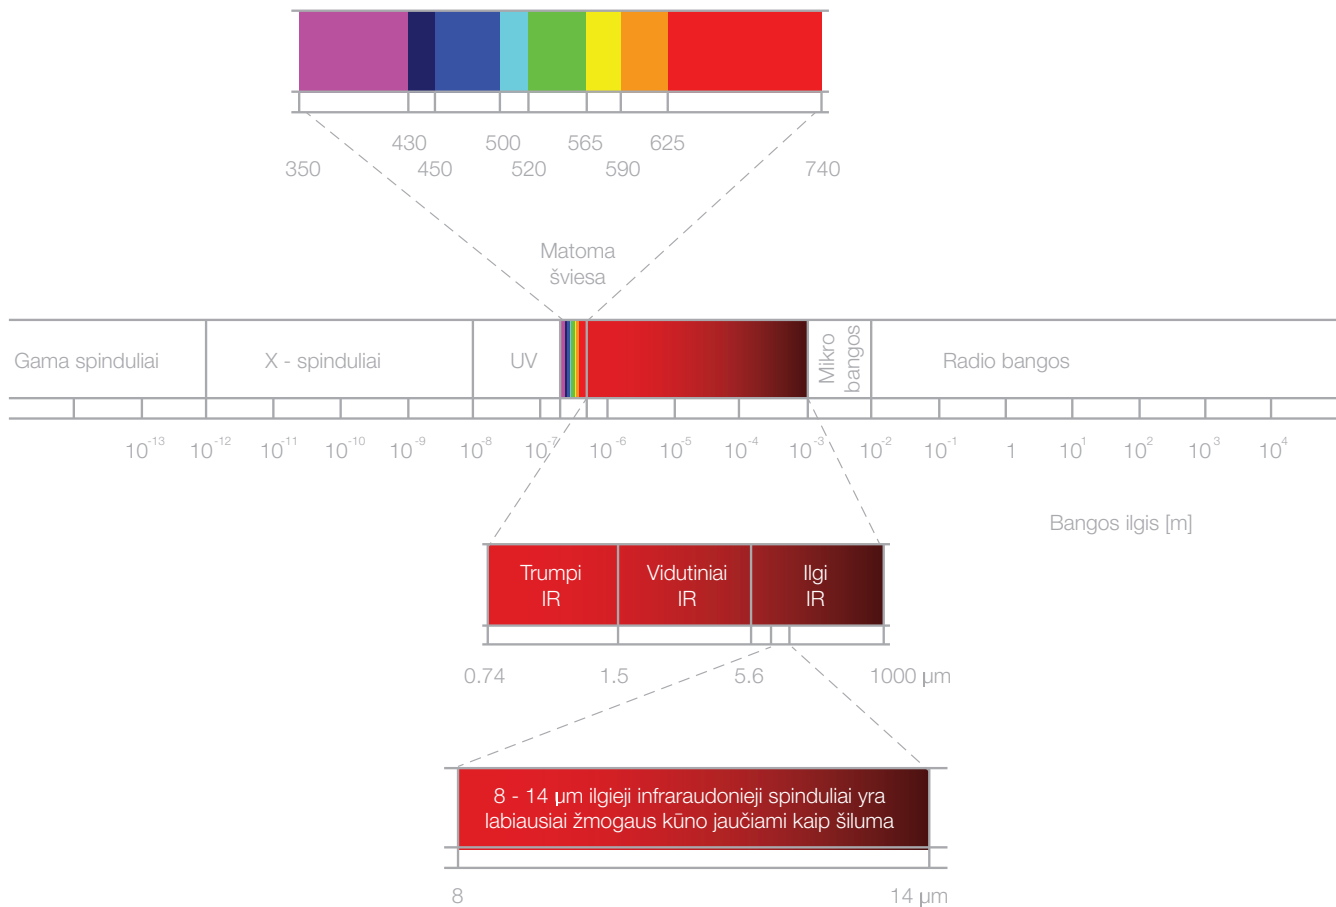 430 500 565 625
350 450 520 590 740
Matoma
šviesa
Gama spinduliai X - spinduliai UV Mikro bangos Radio bangos
10⁻¹³ 10⁻¹² 10⁻¹¹ 10⁻¹⁰ 10⁻⁹ 10⁻⁸ 10⁻⁷ 10⁻⁶ 10⁻⁵ 10⁻⁴ 10⁻³ 10⁻² 10⁻¹ 1 10¹ 10² 10³ 10⁴
Bangos ilgis [m]
Trumpi IR Vidutiniai IR Ilgi IR
0.74 1.5 5.6 1000 µm
8 - 14 µm ilgieji infraraudonieji spinduliai yra
labiausiai žmogaus kūno jaučiami kaip šiluma
8 14 µm